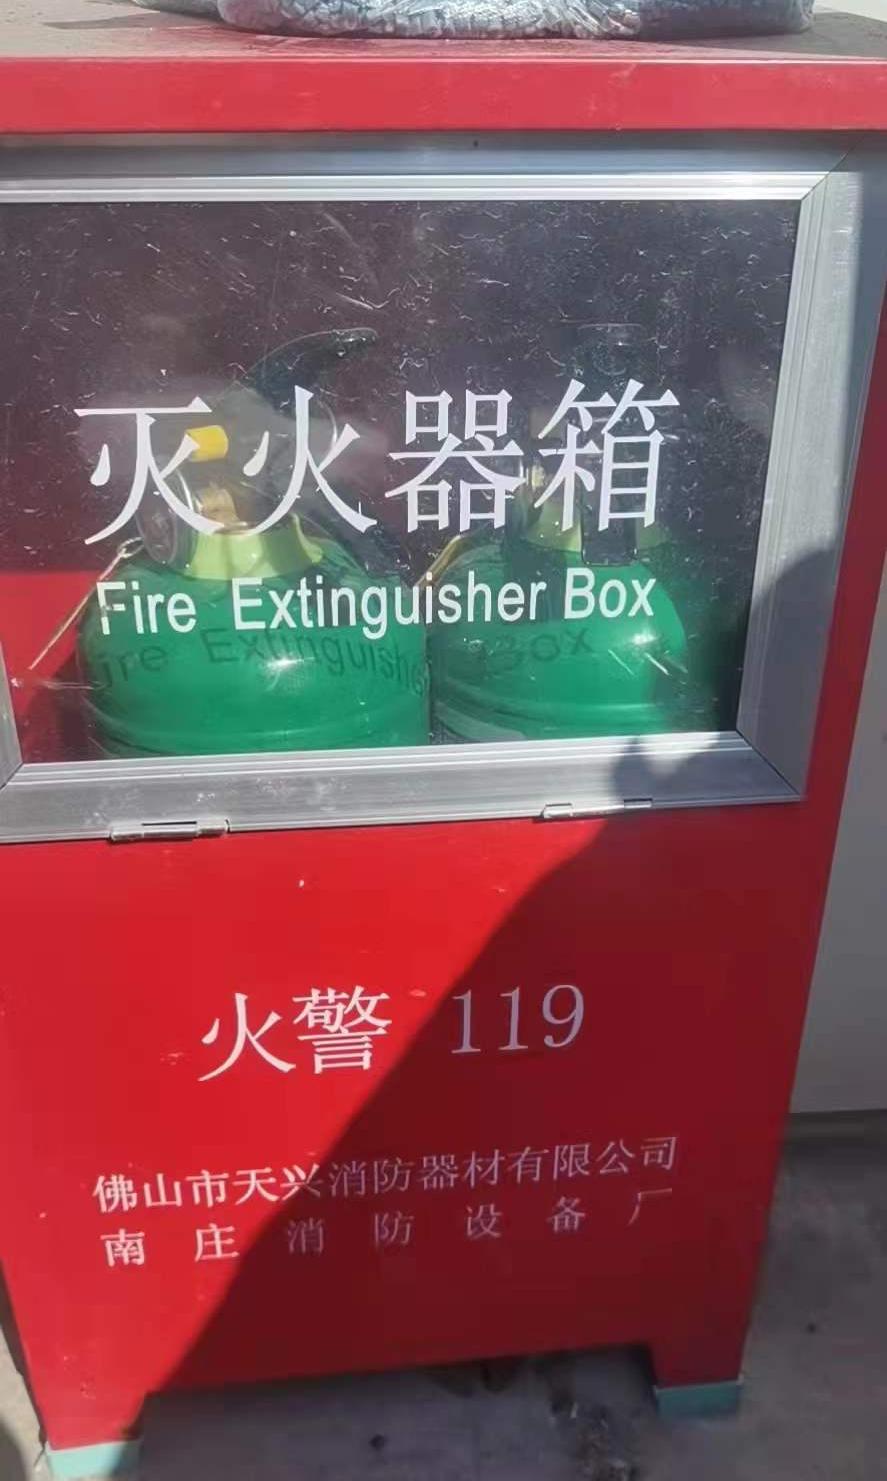 灭火器箱
Fire Extinguisher Box
火警 119
佛山市天兴消防器材有限公司
南庄消防设备厂